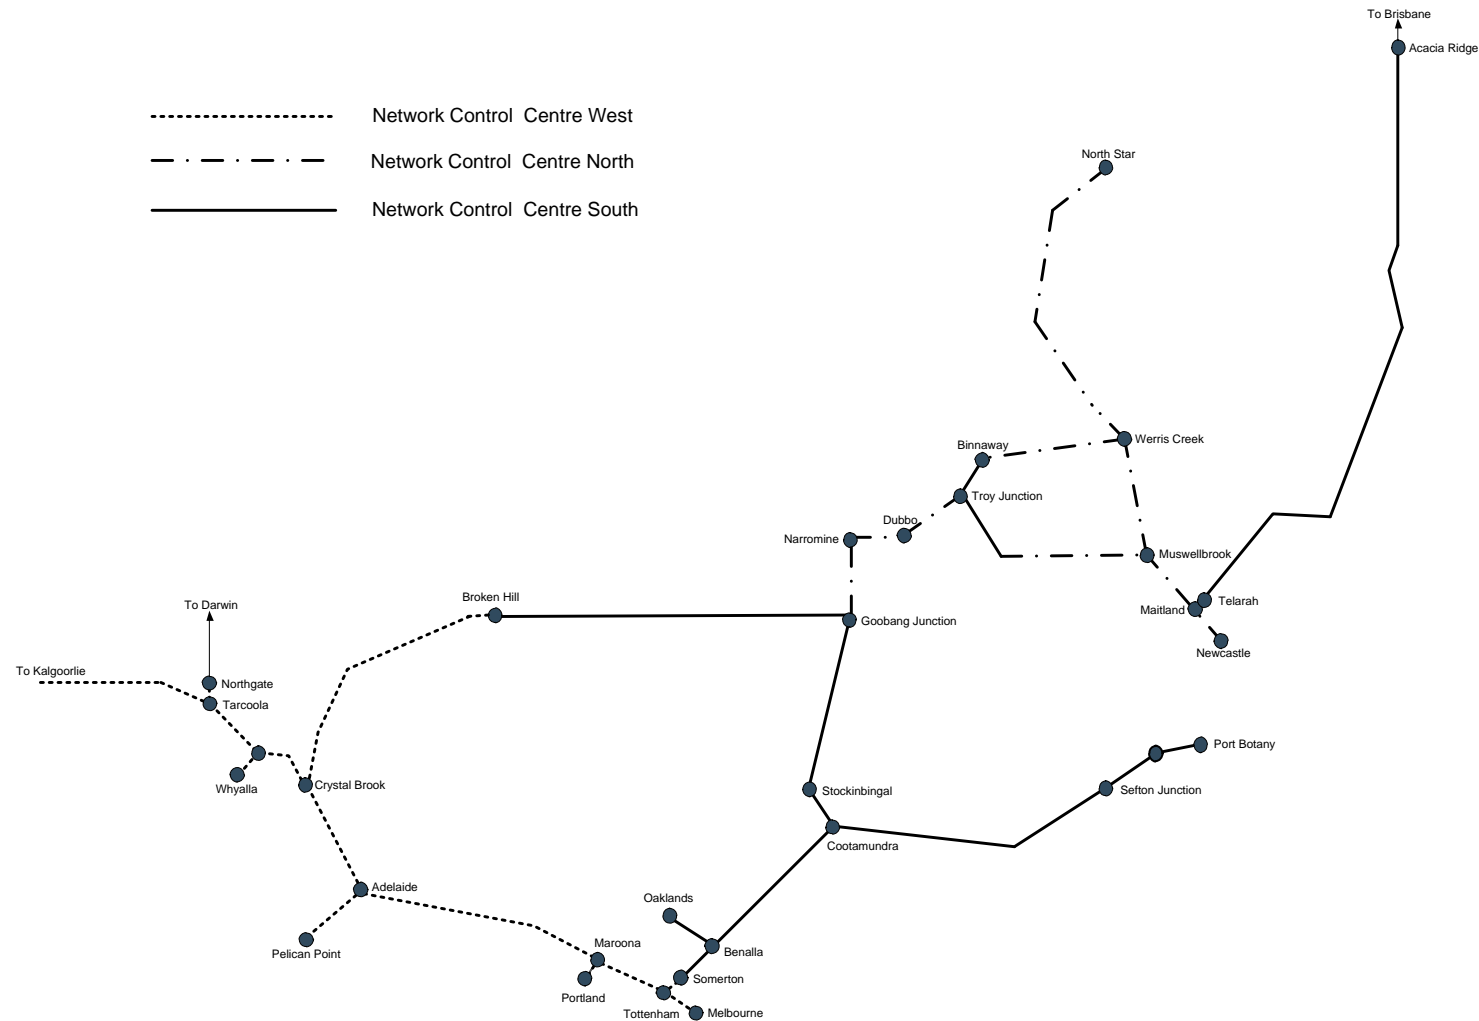 To Brisbane
Acacia Ridge
Network Control Centre West
North Star
Network Control Centre North
Network Control Centre South
Werris Creek
Binnaway
Troy Junction
Dubbo
Narromine
Muswellbrook
Broken Hill
Telarah
To Darwin
Maitland
Goobang Junction
Newcastle
To Kalgoorlie
Northgate
Tarcoola
Port Botany
Crystal Brook
Whyalla
Stockinbingal
Sefton Junction
Cootamundra
Adelaide
Oaklands
Maroona
Pelican Point
Benalla
Somerton
Portland
Tottenham
Melbourne